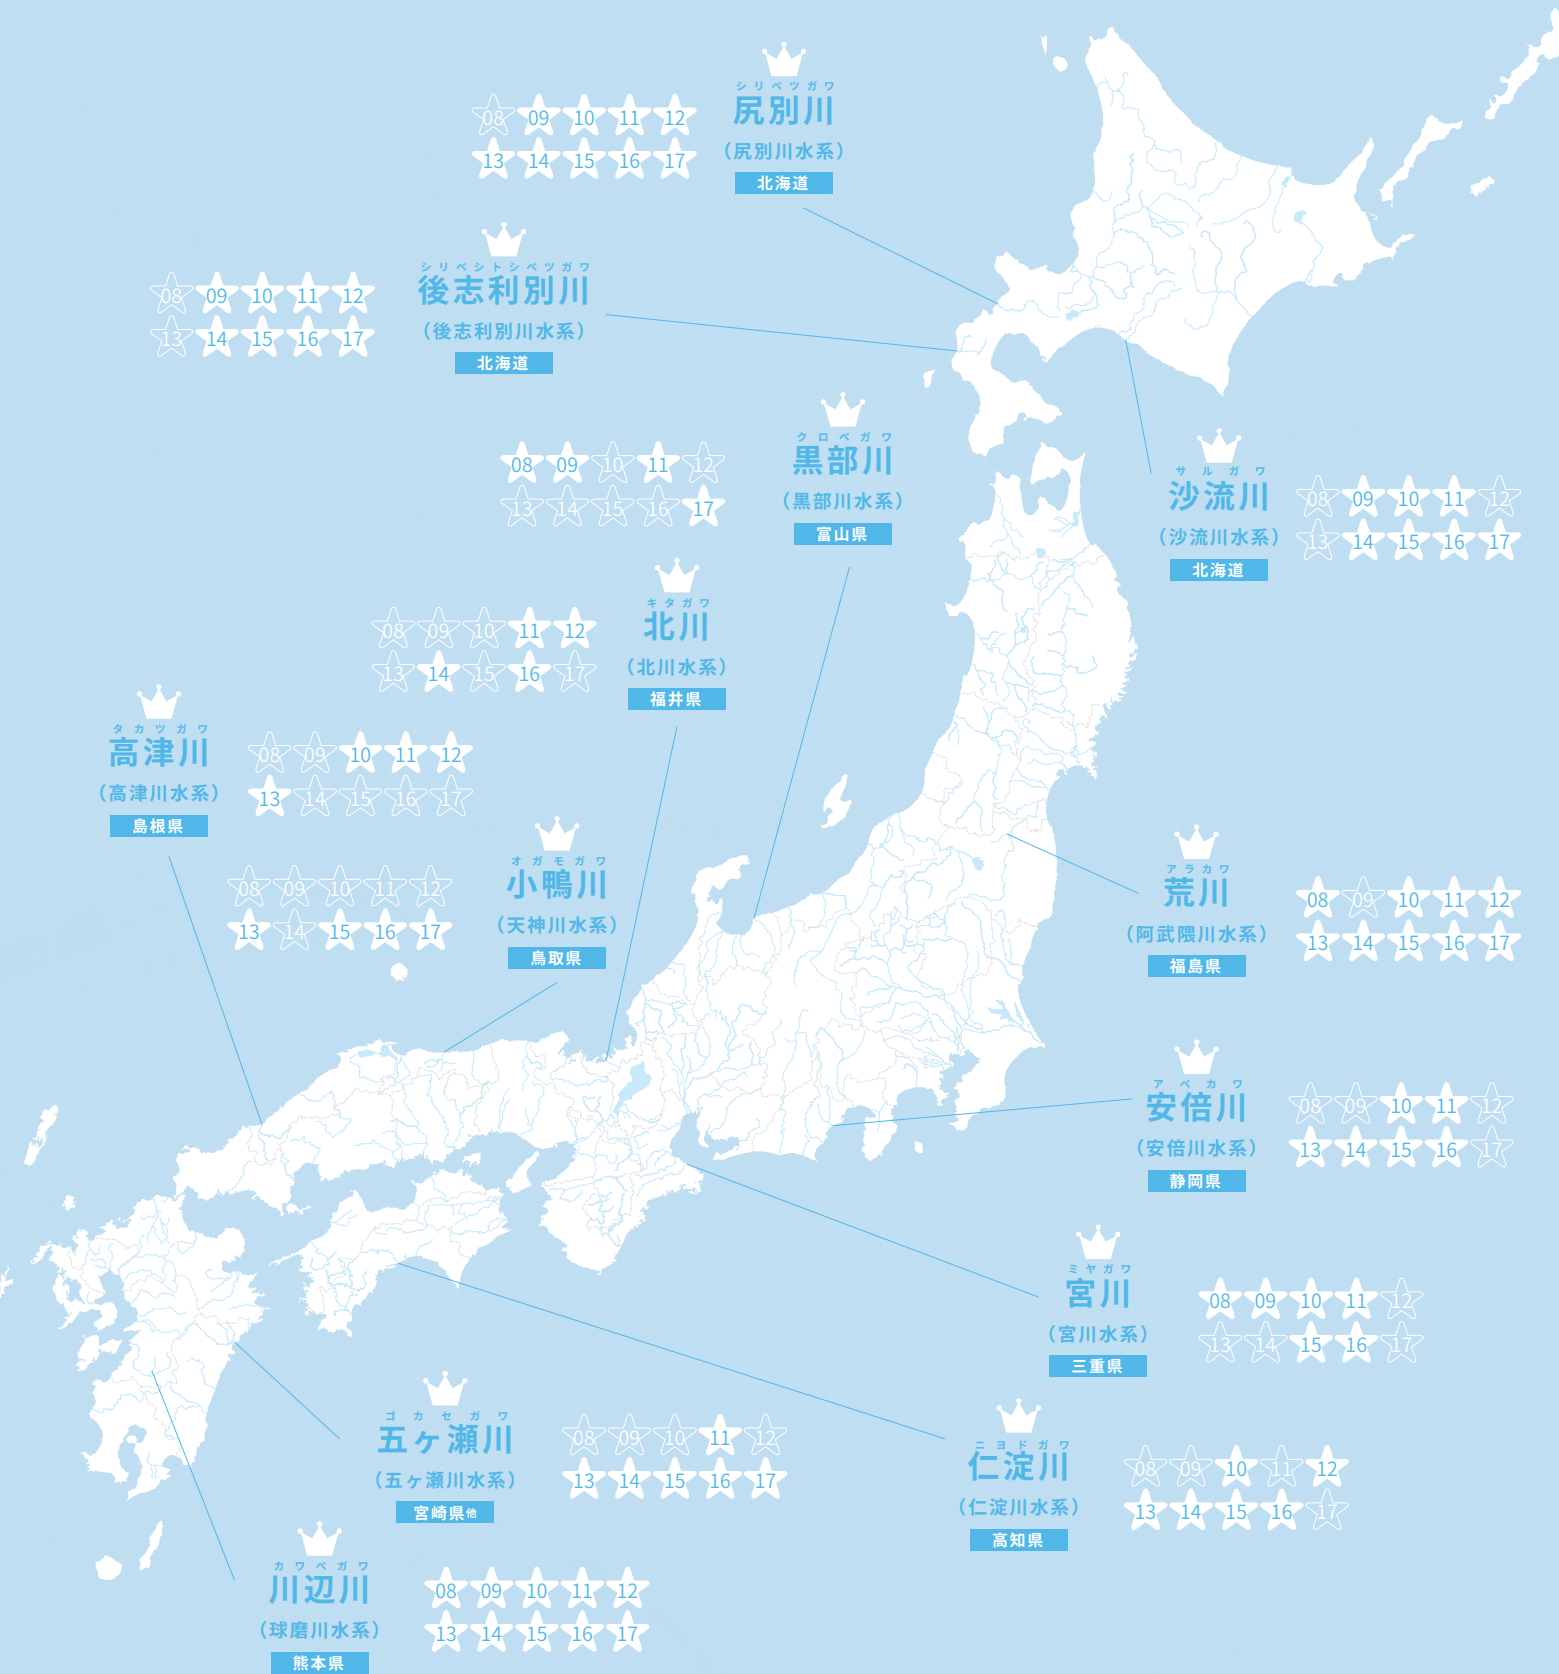 シリベツガワ
尻別川
（尻別川水系）
北海道
08 09 10 11 12
13 14 15 16 17
シリベシトシベツガワ
後志利別川
（後志利別川水系）
北海道
08 09 10 11 12
13 14 15 16 17
クロベガワ
黒部川
（黒部川水系）
富山県
08 09 10 11 12
13 14 15 16 17
サルガワ
沙流川
（沙流川水系）
北海道
08 09 10 11 12
13 14 15 16 17
キタガワ
北川
（北川水系）
福井県
08 09 10 11 12
13 14 15 16 17
タカツガワ
高津川
（高津川水系）
島根県
08 09 10 11 12
13 14 15 16 17
オガモガワ
小鴨川
（天神川水系）
鳥取県
08 09 10 11 12
13 14 15 16 17
アラカワ
荒川
（阿武隈川水系）
福島県
08 09 10 11 12
13 14 15 16 17
アベカワ
安倍川
（安倍川水系）
静岡県
08 09 10 11 12
13 14 15 16 17
ミヤガワ
宮川
（宮川水系）
三重県
08 09 10 11 12
13 14 15 16 17
ゴカセガワ
五ヶ瀬川
（五ヶ瀬川水系）
宮崎県他
08 09 10 11 12
13 14 15 16 17
ニヨドガワ
仁淀川
（仁淀川水系）
高知県
08 09 10 11 12
13 14 15 16 17
カワベガワ
川辺川
（球磨川水系）
熊本県
08 09 10 11 12
13 14 15 16 17